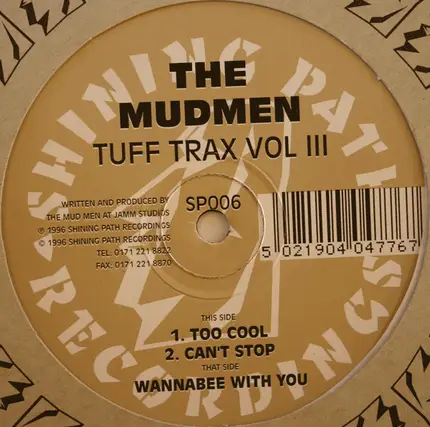 SHINING PATH
RECORDINGS
THE
MUDMEN
TUFF TRAX VOL III
WRITTEN AND PRODUCED BY
THE MUD MEN AT JAMM STUDIOS
℗ 1996 SHINING PATH RECORDINGS
© 1996 SHINING PATH RECORDINGS
TEL. 0171 221 8822
FAX. 0171 221 8870
SP006
5 021904 047767
THIS SIDE
1. TOO COOL
2. CAN'T STOP
THAT SIDE
WANNABEE WITH YOU